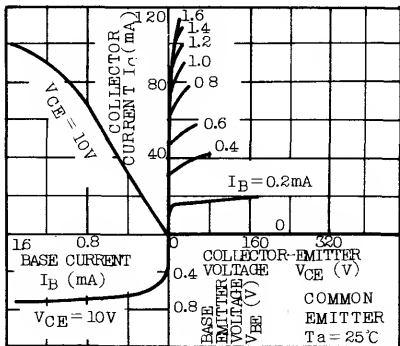 120
COLLECTOR
CURRENT IC (mA)
80
40
1.6
1.4
1.2
1.0
0.8
0.6
0.4
IB=0.2mA
0
VCE=10V
1.6
0.8
0
160
320
BASE CURRENT
IB (mA)
COLLECTOR-EMITTER
VOLTAGE
VCE (V)
0.4
0.8
BASE
EMITTER
VOLTAGE
VBE (V)
VCE=10V
COMMON
EMITTER
Ta=25℃